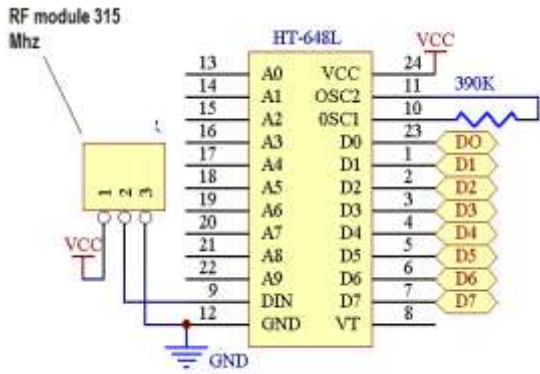 RF module 315
Mhz
HT-648L
VCC
390K
13 A0 VCC 24
14 A1 OSC2 11
15 A2 0SC1 10
16 A3 D0 23 DO
17 A4 D1 1 D1
18 A5 D2 2 D2
19 A6 D3 3 D3
20 A7 D4 4 D4
21 A8 D5 5 D5
22 A9 D6 6 D6
9 DIN D7 7 D7
12 GND VT 8
1 2 3
VCC
GND